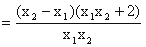 = (x₂ − x₁)(x₁x₂ + 2) / x₁x₂